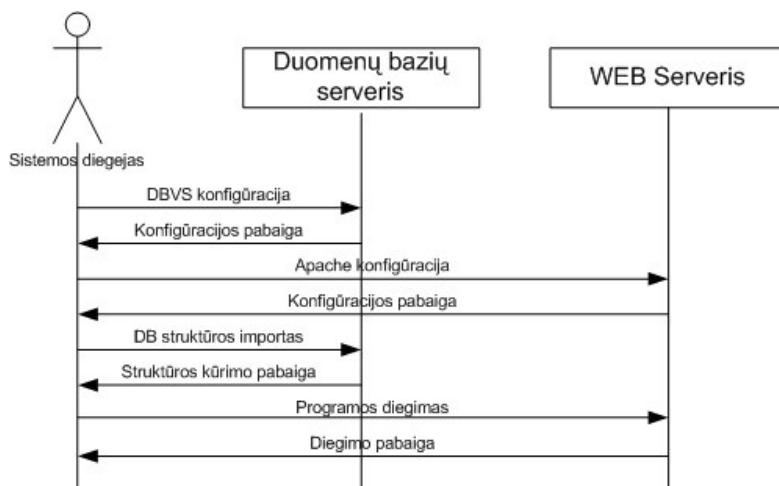 Duomenų bazių
serveris
WEB Serveris
Sistemos diegejas
DBVS konfigūracija
Konfigūracijos pabaiga
Apache konfigūracija
Konfigūracijos pabaiga
DB struktūros importas
Struktūros kūrimo pabaiga
Programos diegimas
Diegimo pabaiga